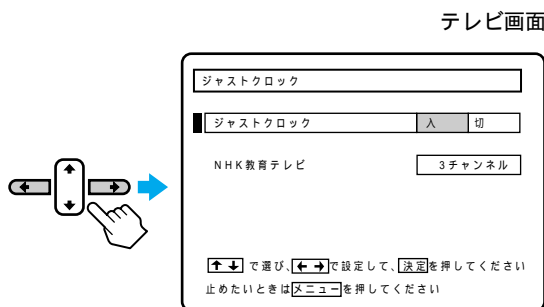 テレビ画面
ジャストクロック
ジャストクロック 入 切
NHK教育テレビ 3チャンネル
↑↓で選び、←→で設定して、決定を押してください
止めたいときはメニューを押してください